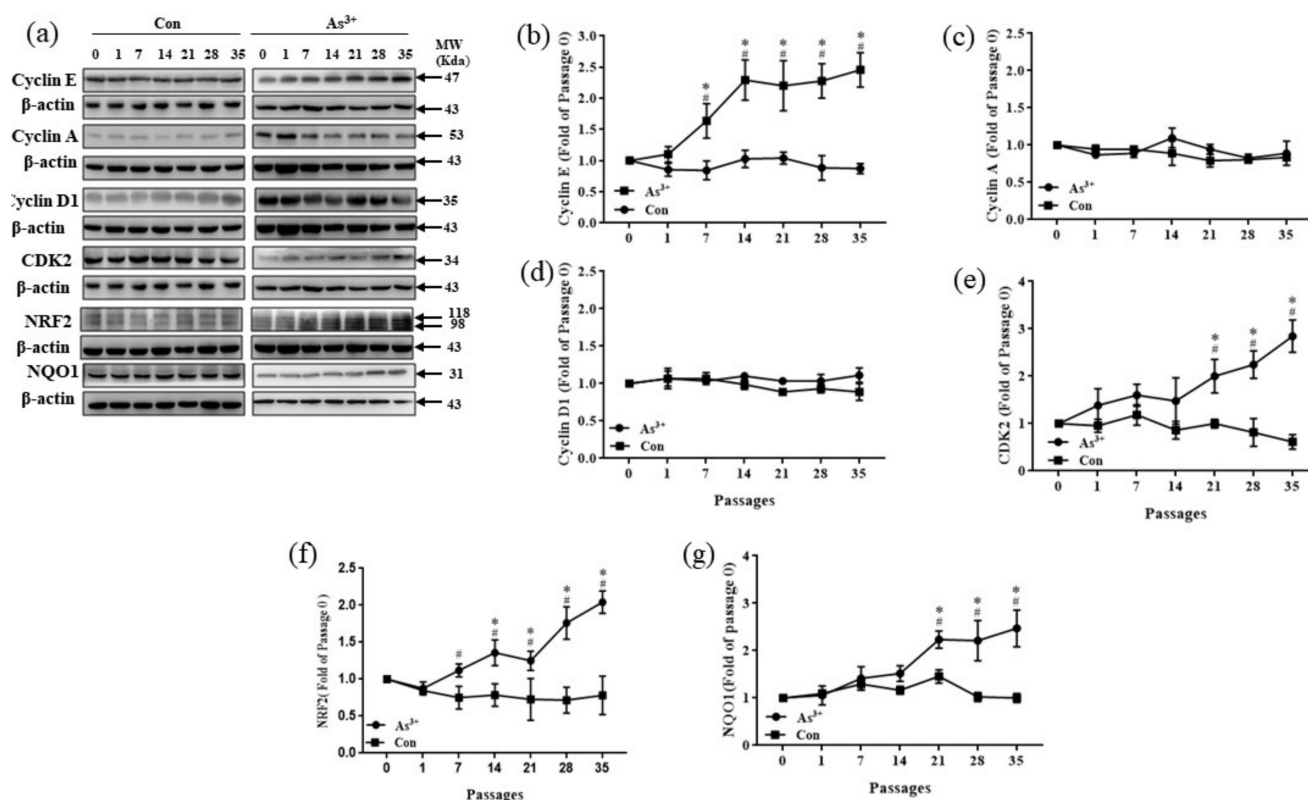 (a)
Con
As³⁺
0 1 7 14 21 28 35
0 1 7 14 21 28 35
MW
(Kda)
Cyclin E
47
β-actin
43
Cyclin A
53
β-actin
43
Cyclin D1
35
β-actin
43
CDK2
34
β-actin
43
NRF2
118
98
β-actin
43
NQO1
31
β-actin
43
(b)
Cyclin E (Fold of Passage 0)
3.0
2.5
2.0
1.5
1.0
0.5
0.0
* # * # * # * # * #
As³⁺
Con
0 1 7 14 21 28 35
(c)
Cyclin A (Fold of Passage 0)
2.5
2.0
1.5
1.0
0.5
0.0
As³⁺
Con
0 1 7 14 21 28 35
(d)
Cyclin D1 (Fold of Passage 0)
2.5
2.0
1.5
1.0
0.5
0.0
As³⁺
Con
0 1 7 14 21 28 35
Passages
(e)
CDK2 (Fold of Passage 0)
4
3
2
1
0
* # * # * #
As³⁺
Con
0 1 7 14 21 28 35
Passages
(f)
NRF2( Fold of Passage 0)
2.5
2.0
1.5
1.0
0.5
0.0
# * # * # * # * #
As³⁺
Con
0 1 7 14 21 28 35
Passages
(g)
NQO1(Fold of passage 0)
4
3
2
1
0
* # * # * #
As³⁺
Con
0 1 7 14 21 28 35
Passages